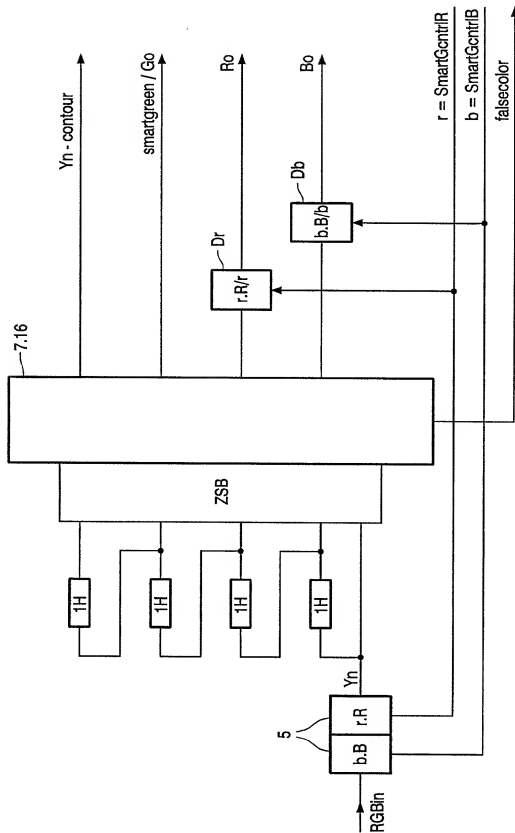 Yn - contour
smartgreen / Go
Ro
Bo
r = SmartGcntrlR
b = SmartGcntrlB
falsecolor
Dr
r.R/r
Db
b.B/b
7.16
ZSB
1H
1H
1H
1H
Yn
5
b.B
r.R
RGBin